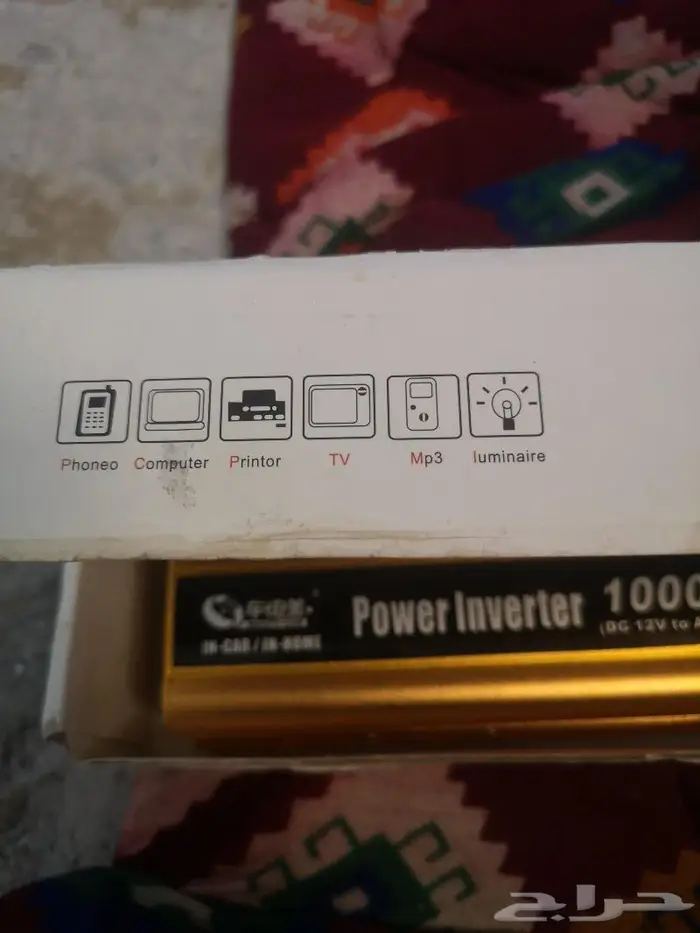 Phoneo Computer Printor TV Mp3 luminaire
Power Inverter 1000
(DC 12V to A
IN-CAR / IN-HOME
حراج